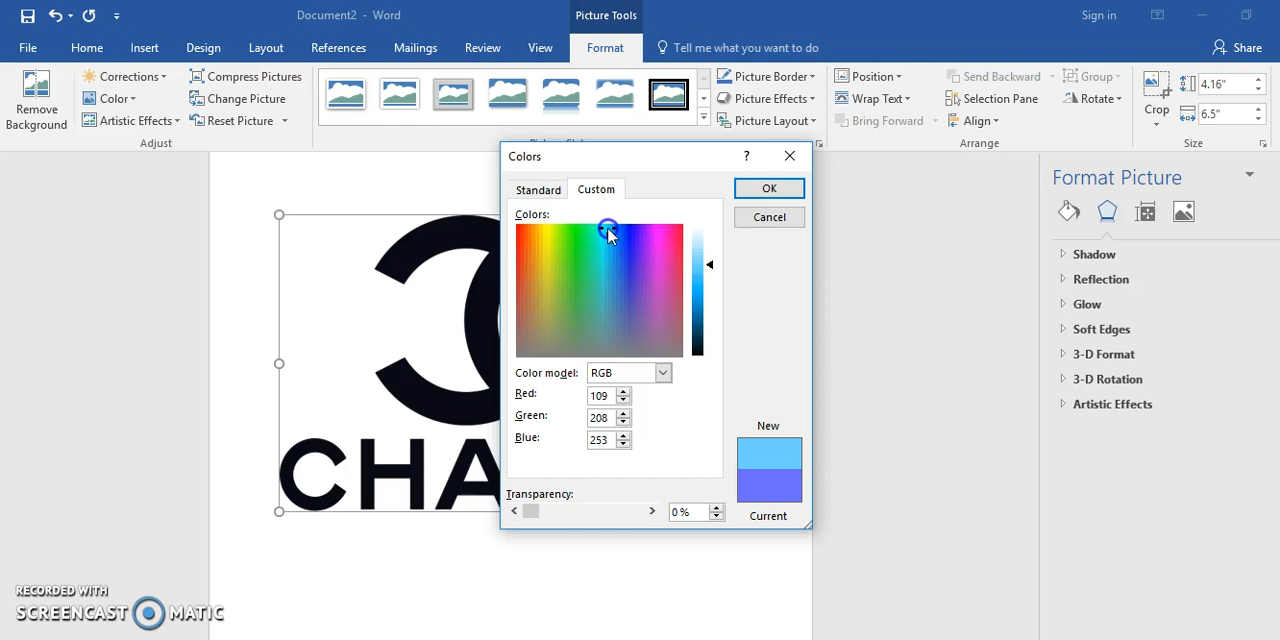 Document2 - Word
Picture Tools
Sign in
File Home Insert Design Layout References Mailings Review View Format Tell me what you want to do Share
Remove Background
Corrections
Color
Artistic Effects
Compress Pictures
Change Picture
Reset Picture
Adjust
Picture Border
Picture Effects
Picture Layout
Position
Wrap Text
Bring Forward
Send Backward
Selection Pane
Align
Group
Rotate
Arrange
Crop
4.16"
6.5"
Size
Colors
?
Standard Custom
OK
Cancel
Colors:
Color model: RGB
Red: 109
Green: 208
Blue: 253
Transparency:
0 %
New
Current
CHA
Format Picture
Shadow
Reflection
Glow
Soft Edges
3-D Format
3-D Rotation
Artistic Effects
RECORDED WITH
SCREENCAST MATIC